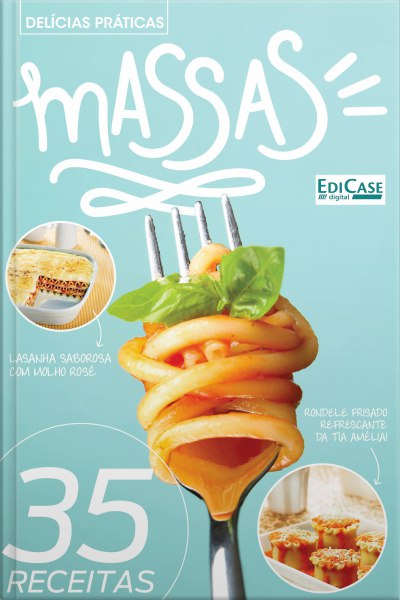 DELÍCIAS PRÁTICAS
MASSAS
EDICASE
digital
LASANHA SABOROSA
COM MOLHO ROSÉ
RONDELE FRISADO
REFRESCANTE
DA TIA AMÉLIA!
35
RECEITAS